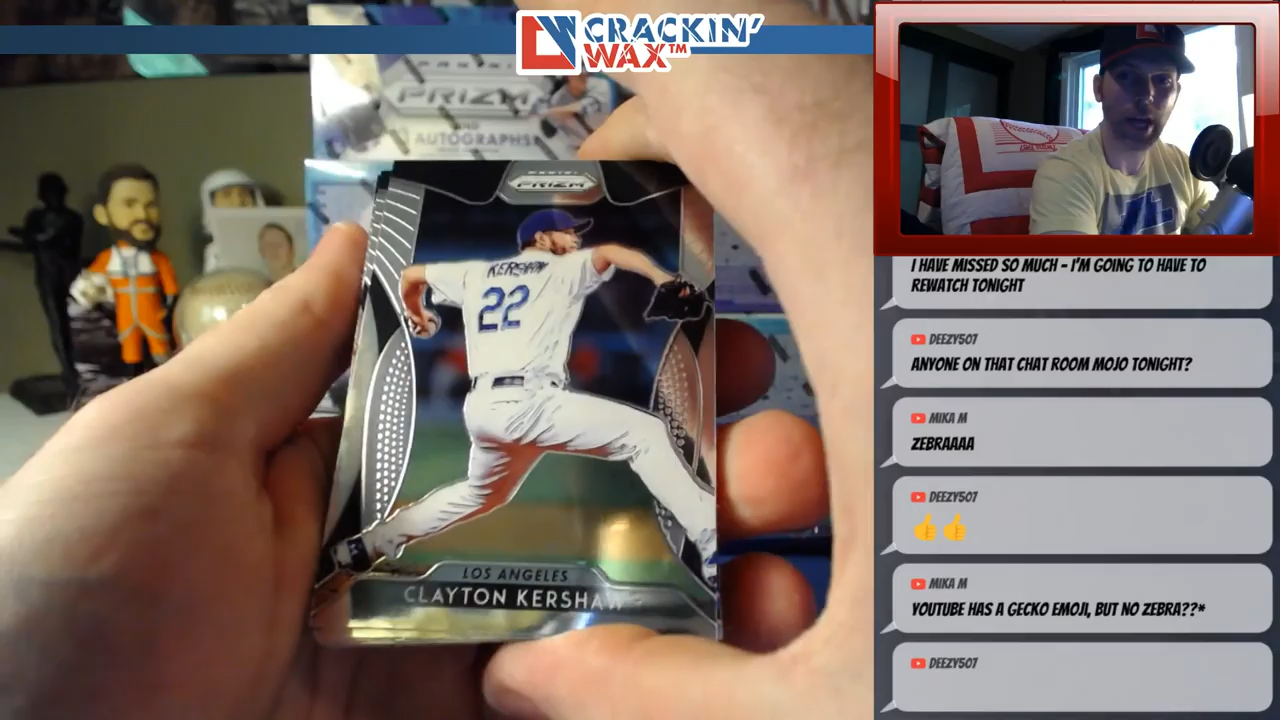 CRACKIN'
WAX™
PANINI
PRIZM
AUTOGRAPHS
PANINI
PRIZM
KERSHAW
22
LOS ANGELES
CLAYTON KERSHAW
I HAVE MISSED SO MUCH - I'M GOING TO HAVE TO
REWATCH TONIGHT
DEEZY507
ANYONE ON THAT CHAT ROOM MOJO TONIGHT?
MIKA M
ZEBRAAAA
DEEZY507
👍👍
MIKA M
YOUTUBE HAS A GECKO EMOJI, BUT NO ZEBRA??*
DEEZY507